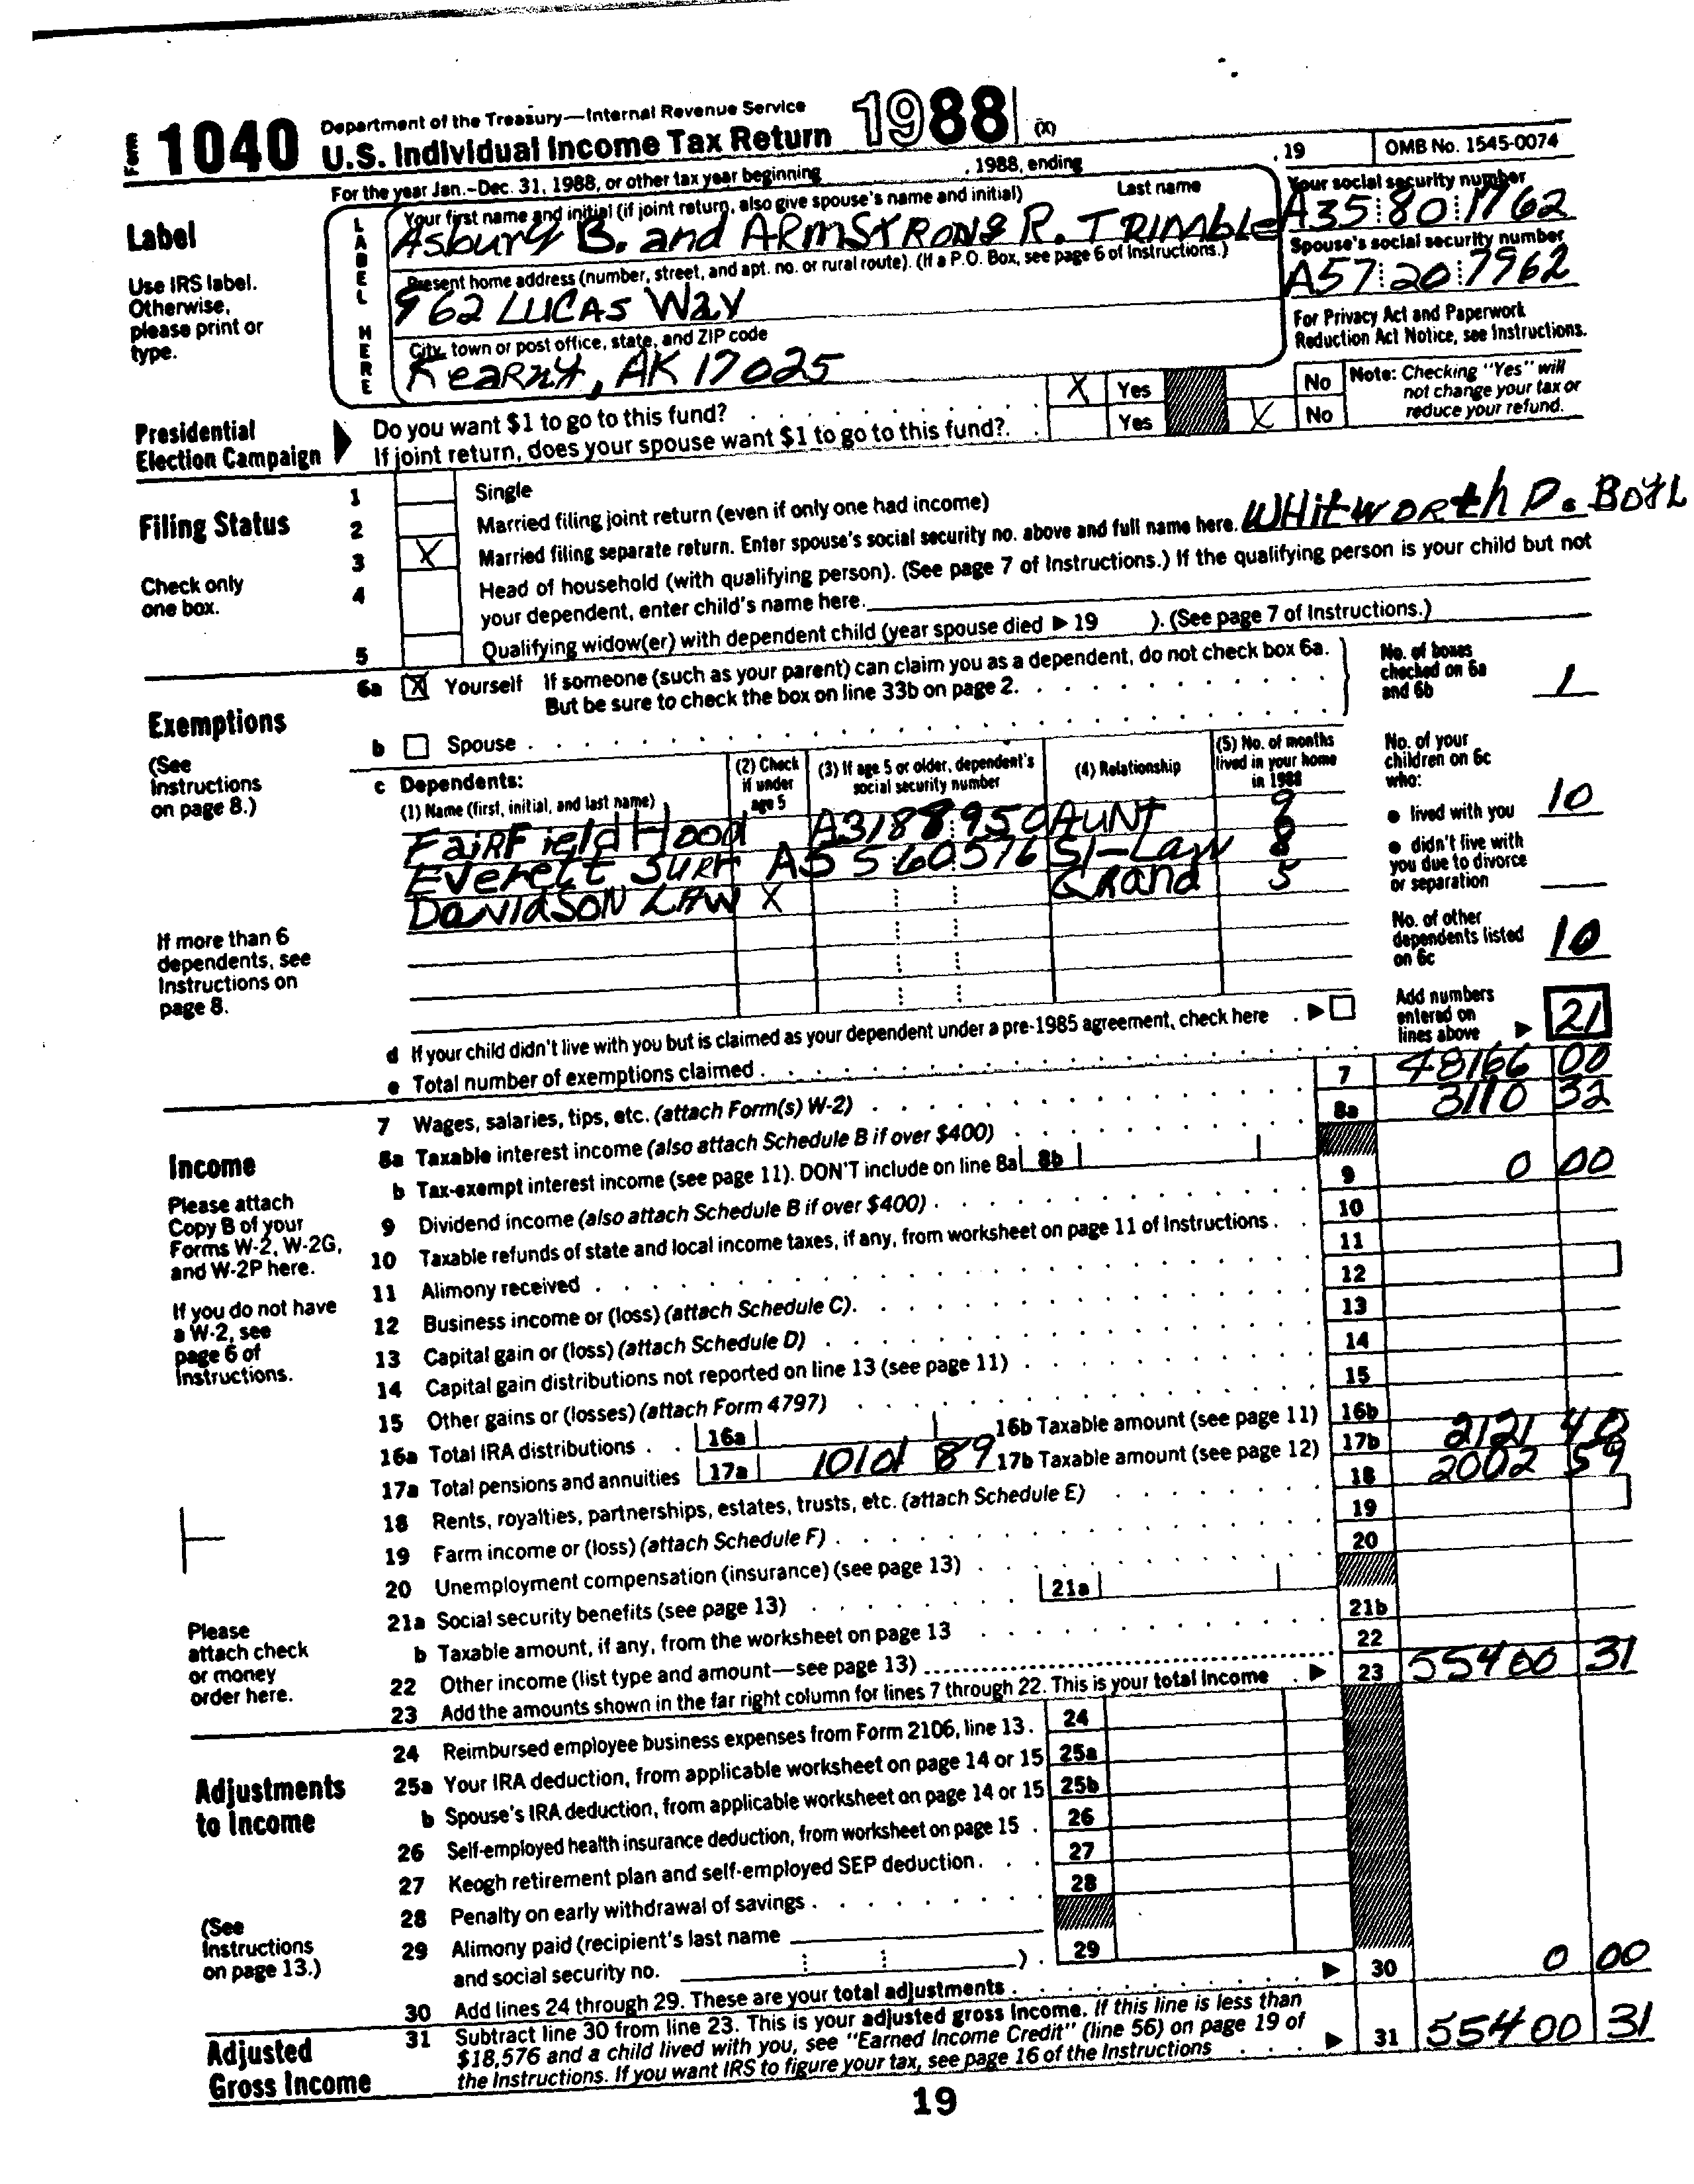 Form 1040 Department of the Treasury—Internal Revenue Service
U.S. Individual Income Tax Return 1988 (X)
For the year Jan.–Dec. 31, 1988, or other tax year beginning , 1988, ending , 19 OMB No. 1545-0074
Label
Use IRS label.
Otherwise,
please print or
type.
LABEL HERE
Your first name and initial (if joint return, also give spouse's name and initial) Last name
Asbury B. and ARMSTRONG R. TRIMBLE
Your social security number
A35 80 1762
Present home address (number, street, and apt. no. or rural route). (If a P.O. Box, see page 6 of Instructions.)
962 LUCAS WAY
Spouse's social security number
A57 20 7962
City, town or post office, state, and ZIP code
Kearny, AK 17025
For Privacy Act and Paperwork
Reduction Act Notice, see Instructions.
Presidential
Election Campaign
Do you want $1 to go to this fund? X Yes No
If joint return, does your spouse want $1 to go to this fund? Yes X No
Note: Checking "Yes" will
not change your tax or
reduce your refund.
Filing Status
Check only
one box.
1 Single
2 Married filing joint return (even if only one had income)
3 X Married filing separate return. Enter spouse's social security no. above and full name here. WHitwORth D.
4 Head of household (with qualifying person). (See page 7 of Instructions.) If the qualifying person is your child but not
your dependent, enter child's name here.
5 Qualifying widow(er) with dependent child (year spouse died ▶ 19 ). (See page 7 of Instructions.)
Exemptions
(See
Instructions
on page 8.)
6a X Yourself If someone (such as your parent) can claim you as a dependent, do not check box 6a.
But be sure to check the box on line 33b on page 2.
b Spouse
No. of boxes
checked on 6a
and 6b 1
c Dependents:
(1) Name (first, initial, and last name)
(2) Check
if under
age 5
(3) If age 5 or older, dependent's
social security number
(4) Relationship
(5) No. of months
lived in your home
in 1988
FaiRField Hood A31 88 950 AUNT 9
Everett SURH A55 60 576 SI-Law 8
DaVIdSON LAW X GRand 5
If more than 6
dependents, see
Instructions on
page 8.
No. of your
children on 6c
who:
● lived with you 10
● didn't live with
you due to divorce
or separation
No. of other
dependents listed
on 6c 10
d If your child didn't live with you but is claimed as your dependent under a pre-1985 agreement, check here ▶
e Total number of exemptions claimed
Add numbers
entered on
lines above ▶ 21
Income
Please attach
Copy B of your
Forms W-2, W-2G,
and W-2P here.
If you do not have
a W-2, see
page 6 of
Instructions.
Please
attach check
or money
order here.
7 Wages, salaries, tips, etc. (attach Form(s) W-2) 7 48166 00
8a Taxable interest income (also attach Schedule B if over $400) 8a 3110 32
b Tax-exempt interest income (see page 11). DON'T include on line 8a 8b
9 Dividend income (also attach Schedule B if over $400) 9 0 00
10 Taxable refunds of state and local income taxes, if any, from worksheet on page 11 of Instructions 10
11 Alimony received 11
12 Business income or (loss) (attach Schedule C) 12
13 Capital gain or (loss) (attach Schedule D) 13
14 Capital gain distributions not reported on line 13 (see page 11) 14
15 Other gains or (losses) (attach Form 4797) 15
16a Total IRA distributions 16a 16b Taxable amount (see page 11) 16b
17a Total pensions and annuities 17a 89 17b Taxable amount (see page 12) 17b 2121 40
18 Rents, royalties, partnerships, estates, trusts, etc. (attach Schedule E) 18 2002 59
19 Farm income or (loss) (attach Schedule F) 19
20 Unemployment compensation (insurance) (see page 13) 20
21a Social security benefits (see page 13) 21a
b Taxable amount, if any, from the worksheet on page 13 21b
22 Other income (list type and amount—see page 13) 22
23 Add the amounts shown in the far right column for lines 7 through 22. This is your total income ▶ 23 55400 31
Adjustments
to Income
(See
Instructions
on page 13.)
24 Reimbursed employee business expenses from Form 2106, line 13 24
25a Your IRA deduction, from applicable worksheet on page 14 or 15 25a
b Spouse's IRA deduction, from applicable worksheet on page 14 or 15 25b
26 Self-employed health insurance deduction, from worksheet on page 15 26
27 Keogh retirement plan and self-employed SEP deduction 27
28 Penalty on early withdrawal of savings 28
29 Alimony paid (recipient's last name
and social security no. ) 29
30 Add lines 24 through 29. These are your total adjustments ▶ 30 0 00
Adjusted
Gross Income
31 Subtract line 30 from line 23. This is your adjusted gross income. If this line is less than
$18,576 and a child lived with you, see "Earned Income Credit" (line 56) on page 19 of
the Instructions. If you want IRS to figure your tax, see page 16 of the Instructions ▶ 31 55400 31
19